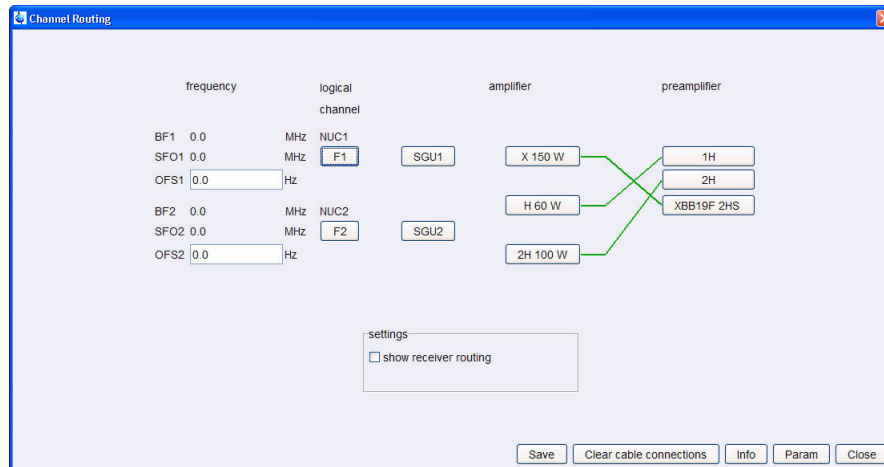 Channel Routing
frequency logical channel amplifier preamplifier
BF1 0.0 MHz NUC1
SFO1 0.0 MHz F1 SGU1 X 150 W 1H
OFS1 0.0 Hz 2H
BF2 0.0 MHz NUC2 H 60 W XBB19F 2HS
SFO2 0.0 MHz F2 SGU2
OFS2 0.0 Hz 2H 100 W
settings
show receiver routing
Save Clear cable connections Info Param Close